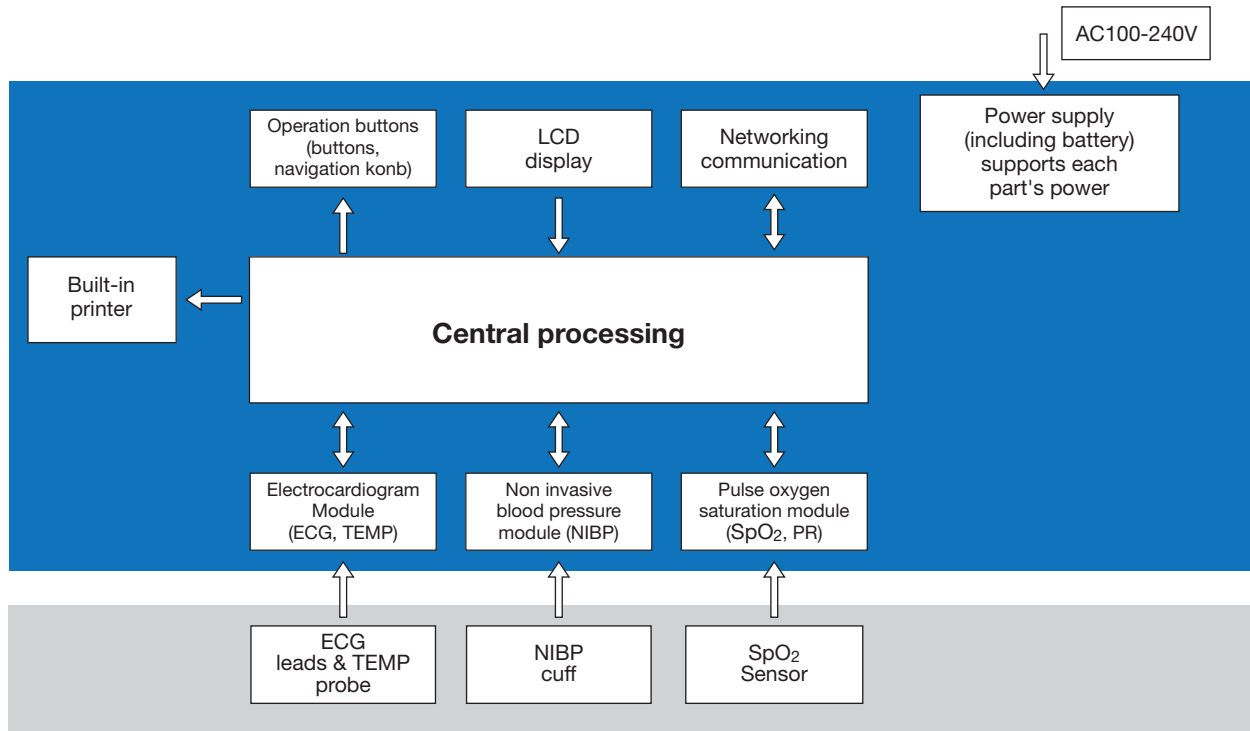 AC100-240V
Operation buttons
(buttons,
navigation konb)
LCD
display
Networking
communication
Power supply
(including battery)
supports each
part's power
Built-in
printer
Central processing
Electrocardiogram
Module
(ECG, TEMP)
Non invasive
blood pressure
module (NIBP)
Pulse oxygen
saturation module
(SpO₂, PR)
ECG
leads & TEMP
probe
NIBP
cuff
SpO₂
Sensor